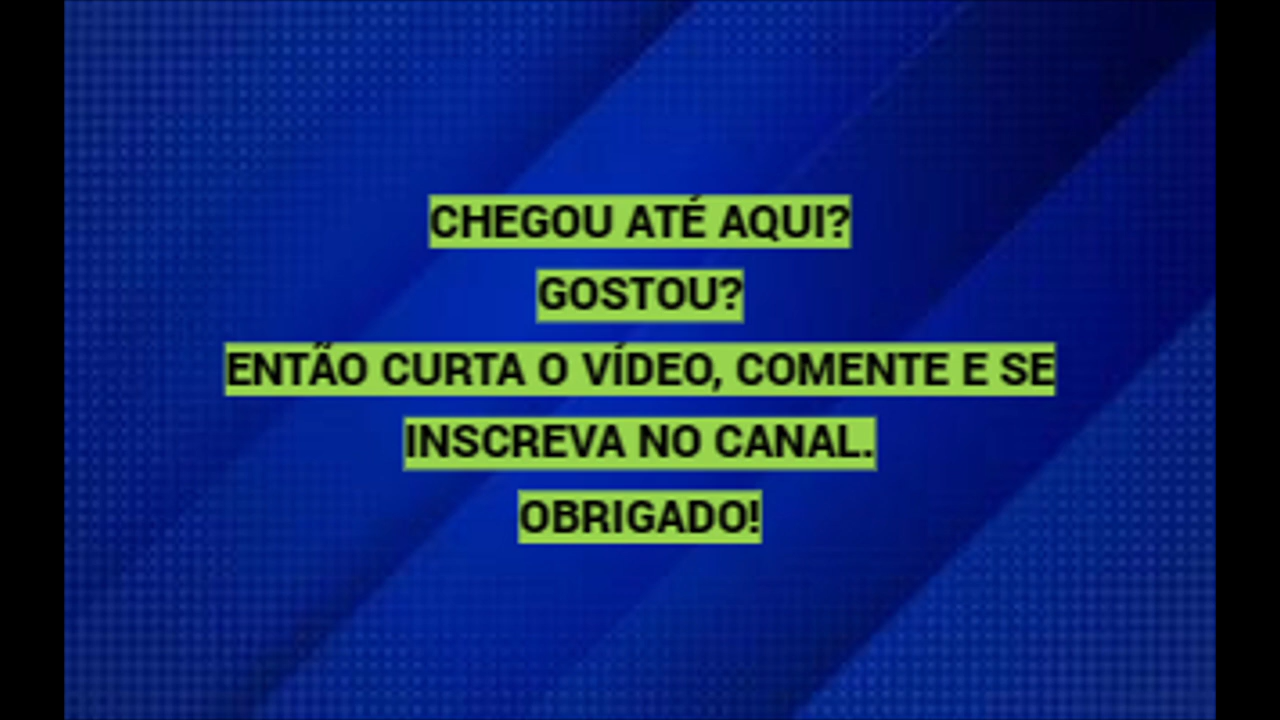 CHEGOU ATÉ AQUI?
GOSTOU?
ENTÃO CURTA O VÍDEO, COMENTE E SE
INSCREVA NO CANAL.
OBRIGADO!